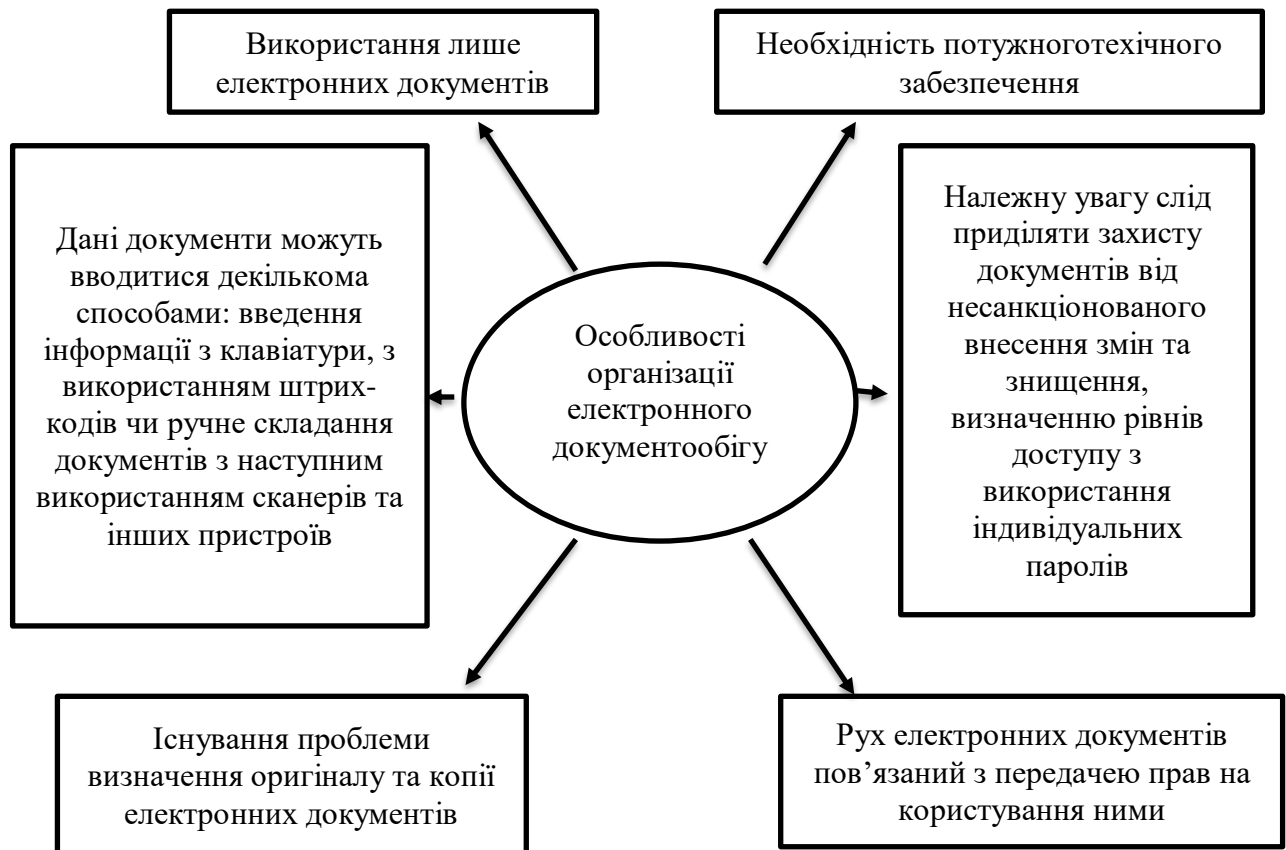 Використання лише
електронних документів
Необхідність потужноготехічного
забезпечення
Дані документи можуть
вводитися декількома
способами: введення
інформації з клавіатури, з
використанням штрих-
кодів чи ручне складання
документів з наступним
використанням сканерів та
інших пристроїв
Особливості
організації
електронного
документообігу
Належну увагу слід
приділяти захисту
документів від
несанкціонованого
внесення змін та
знищення,
визначенню рівнів
доступу з
використання
індивідуальних
паролів
Існування проблеми
визначення оригіналу та копії
електронних документів
Рух електронних документів
пов’язаний з передачею прав на
користування ними